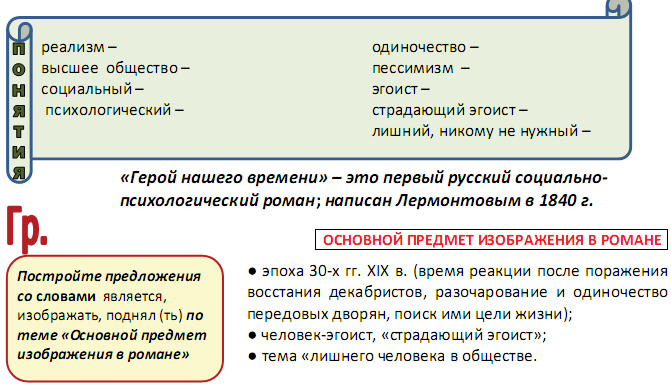 ПОНЯТИЯ
реализм –
высшее общество –
социальный –
психологический –
одиночество –
пессимизм –
эгоист –
страдающий эгоист –
лишний, никому не нужный –
«Герой нашего времени» – это первый русский социально-
психологический роман; написан Лермонтовым в 1840 г.
Гр.
ОСНОВНОЙ ПРЕДМЕТ ИЗОБРАЖЕНИЯ В РОМАНЕ
Постройте предложения
со словами является,
изображать, поднял (ть) по
теме «Основной предмет
изображения в романе»
● эпоха 30-х гг. XIX в. (время реакции после поражения
восстания декабристов, разочарование и одиночество
передовых дворян, поиск ими цели жизни);
● человек-эгоист, «страдающий эгоист»;
● тема «лишнего человека в обществе.